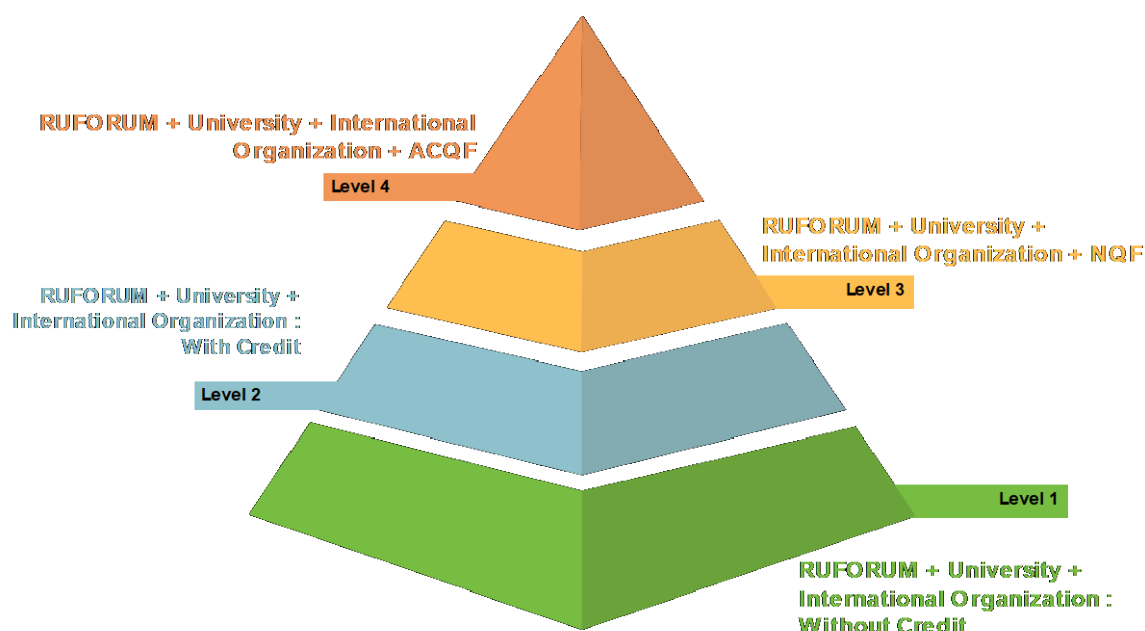 RUFORUM + University + International
Organization + ACQF
Level 4
RUFORUM + University +
International Organization + NQF
Level 3
RUFORUM + University +
International Organization :
With Credit
Level 2
Level 1
RUFORUM + University +
International Organization :
Without Credit